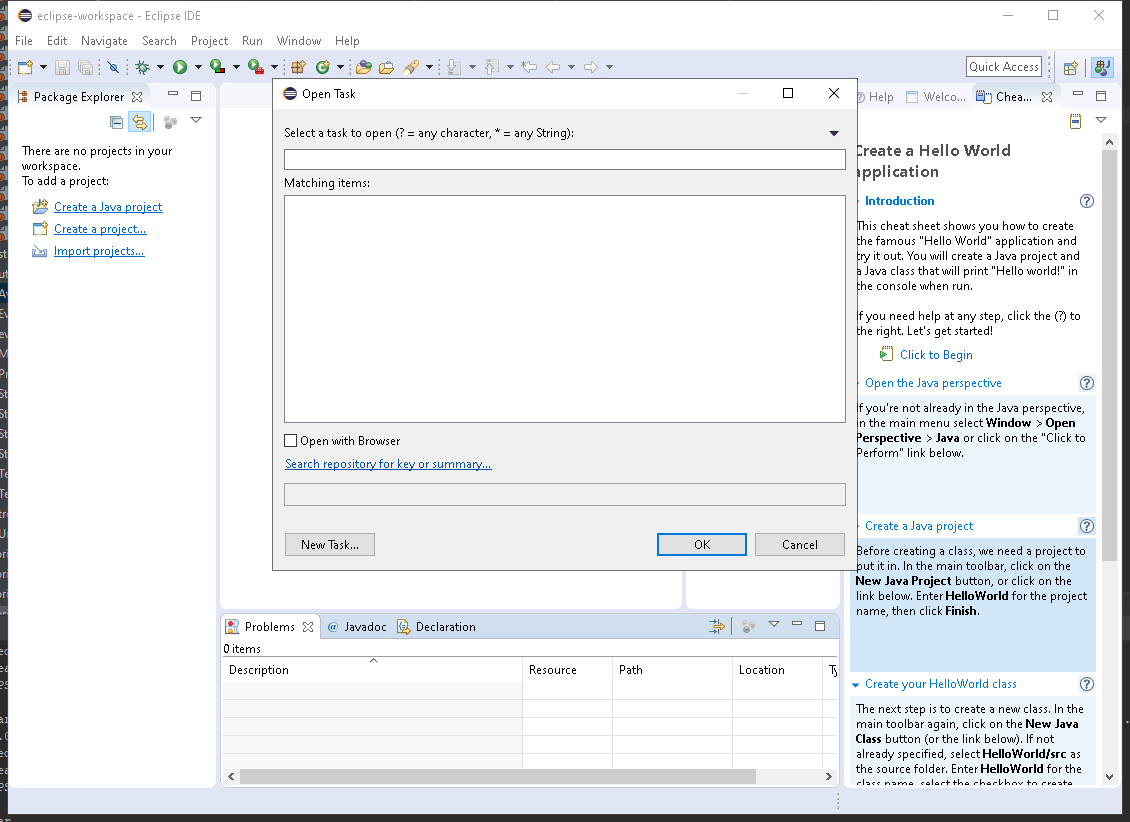 eclipse-workspace - Eclipse IDE
File Edit Navigate Search Project Run Window Help
Quick Access
Package Explorer
There are no projects in your
workspace.
To add a project:
Create a Java project
Create a project...
Import projects...
Open Task
Select a task to open (? = any character, * = any String):
Matching items:
Open with Browser
Search repository for key or summary...
New Task...
OK
Cancel
Help Welco... Chea...
Create a Hello World
application
Introduction
This cheat sheet shows you how to create
the famous "Hello World" application and
try it out. You will create a Java project and
a Java class that will print "Hello world!" in
the console when run.
If you need help at any step, click the (?) to
the right. Let's get started!
Click to Begin
Open the Java perspective
If you're not already in the Java perspective,
in the main menu select Window > Open
Perspective > Java or click on the "Click to
Perform" link below.
Create a Java project
Before creating a class, we need a project to
put it in. In the main toolbar, click on the
New Java Project button, or click on the
link below. Enter HelloWorld for the project
name, then click Finish.
Create your HelloWorld class
The next step is to create a new class. In the
main toolbar again, click on the New Java
Class button (or the link below). If not
already specified, select HelloWorld/src as
the source folder. Enter HelloWorld for the
class name, select the checkbox to create
Problems @ Javadoc Declaration
0 items
Description Resource Path Location Ty